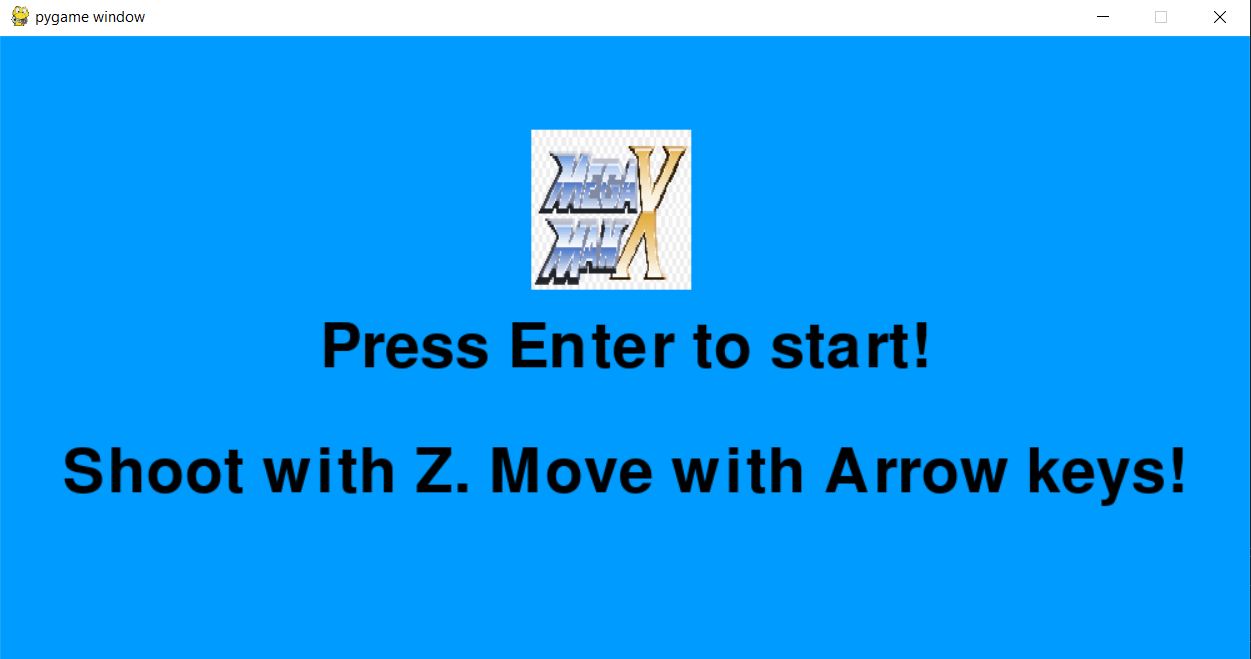 pygame window
MEGA
MAN X
Press Enter to start!
Shoot with Z. Move with Arrow keys!